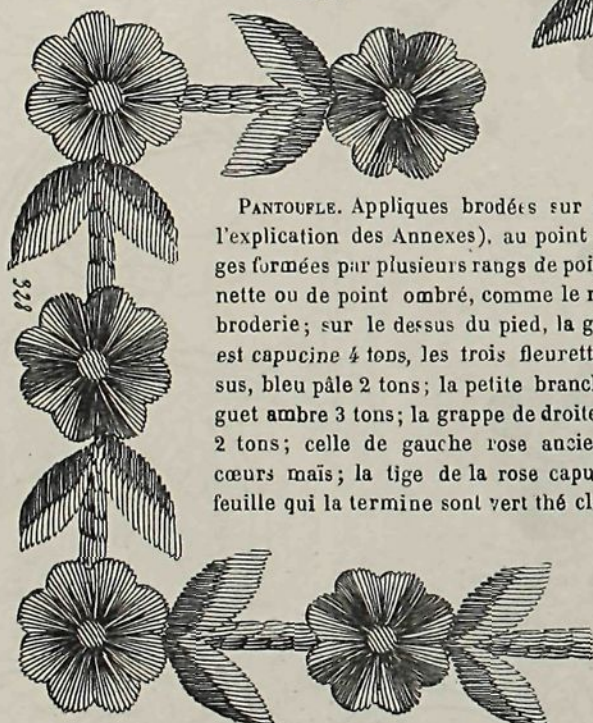 PANTOUFLE. Appliques brodées sur
l'explication des Annexes), au point
ges formées par plusieurs rangs de poi
nette ou de point ombré, comme le
broderie; sur le dessus du pied, la g
est capucine 4 tons, les trois fleurett
sus, bleu pâle 2 tons; la petite branch
guet ambre 3 tons; la grappe de droite
2 tons; celle de gauche rose ancie
cœurs maïs; la tige de la rose capu
feuille qui la termine sont vert thé cl
328